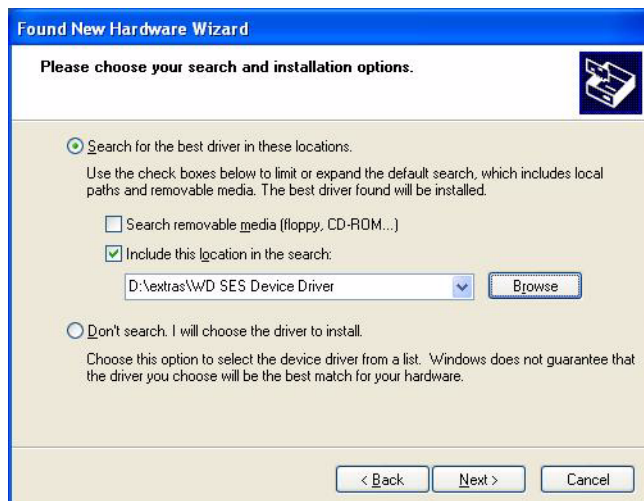 Found New Hardware Wizard
Please choose your search and installation options.
Search for the best driver in these locations.
Use the check boxes below to limit or expand the default search, which includes local
paths and removable media. The best driver found will be installed.
Search removable media (floppy, CD-ROM...)
Include this location in the search:
D:\extras\WD SES Device Driver
Browse
Don't search. I will choose the driver to install.
Choose this option to select the device driver from a list. Windows does not guarantee that
the driver you choose will be the best match for your hardware.
< Back Next > Cancel